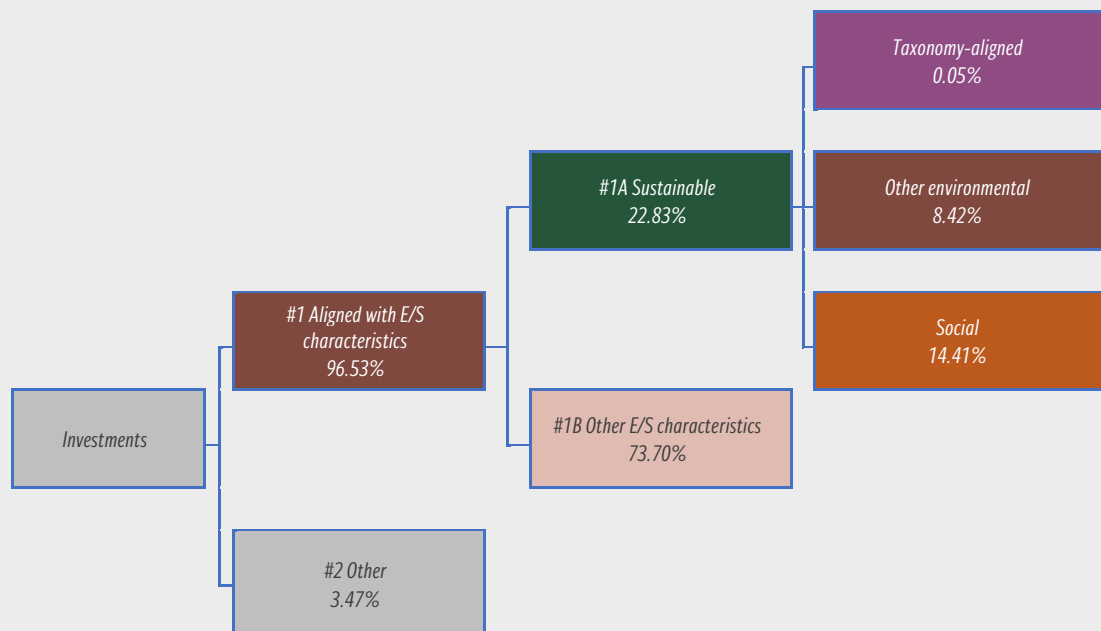 Taxonomy-aligned
0.05%
#1A Sustainable
22.83%
Other environmental
8.42%
#1 Aligned with E/S
characteristics
96.53%
Social
14.41%
Investments
#1B Other E/S characteristics
73.70%
#2 Other
3.47%